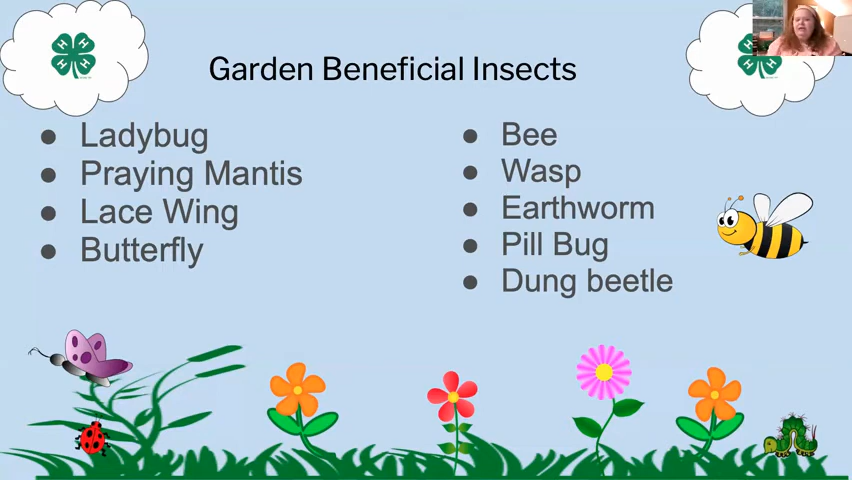 H H
H H
H H
H H
Garden Beneficial Insects
Ladybug
Praying Mantis
Lace Wing
Butterfly
Bee
Wasp
Earthworm
Pill Bug
Dung beetle